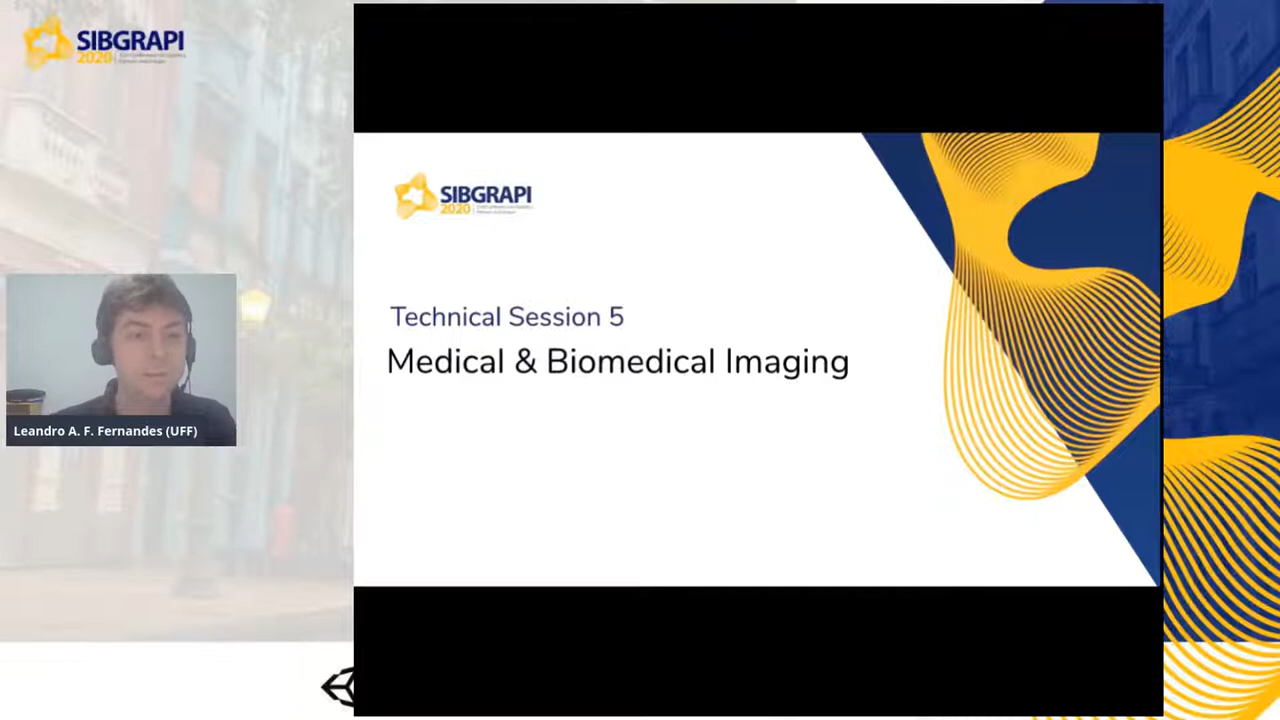 SIBGRAPI
2020
SIBGRAPI
2020
Technical Session 5
Medical & Biomedical Imaging
Leandro A. F. Fernandes (UFF)